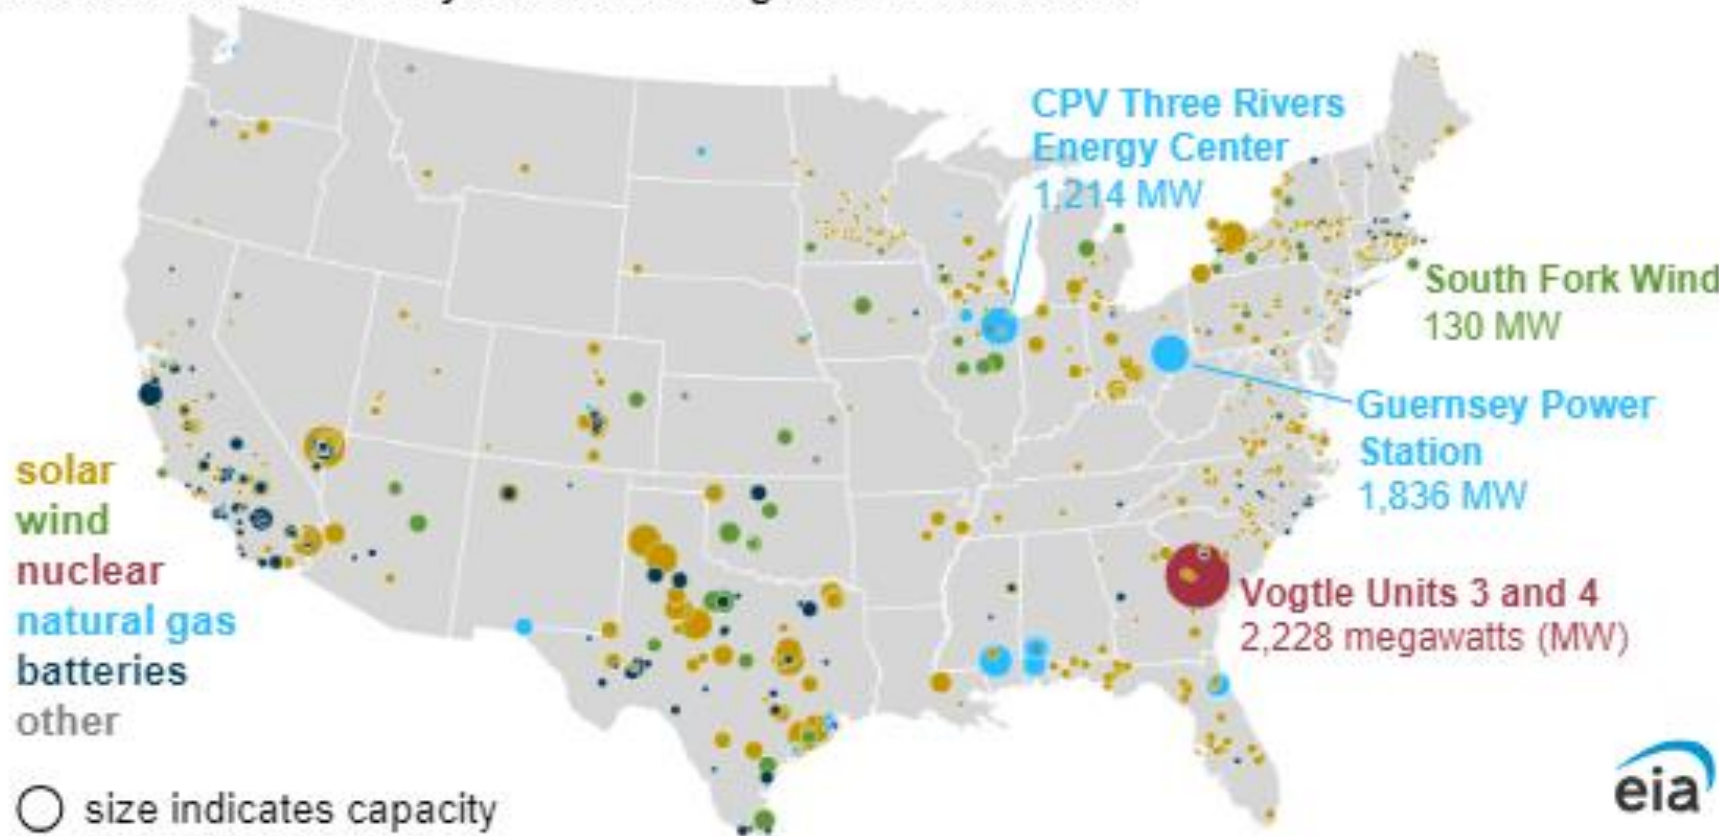 CPV Three Rivers
Energy Center
1,214 MW
South Fork Wind
130 MW
Guernsey Power
Station
1,836 MW
Vogtle Units 3 and 4
2,228 megawatts (MW)
solar
wind
nuclear
natural gas
batteries
other
size indicates capacity
eia